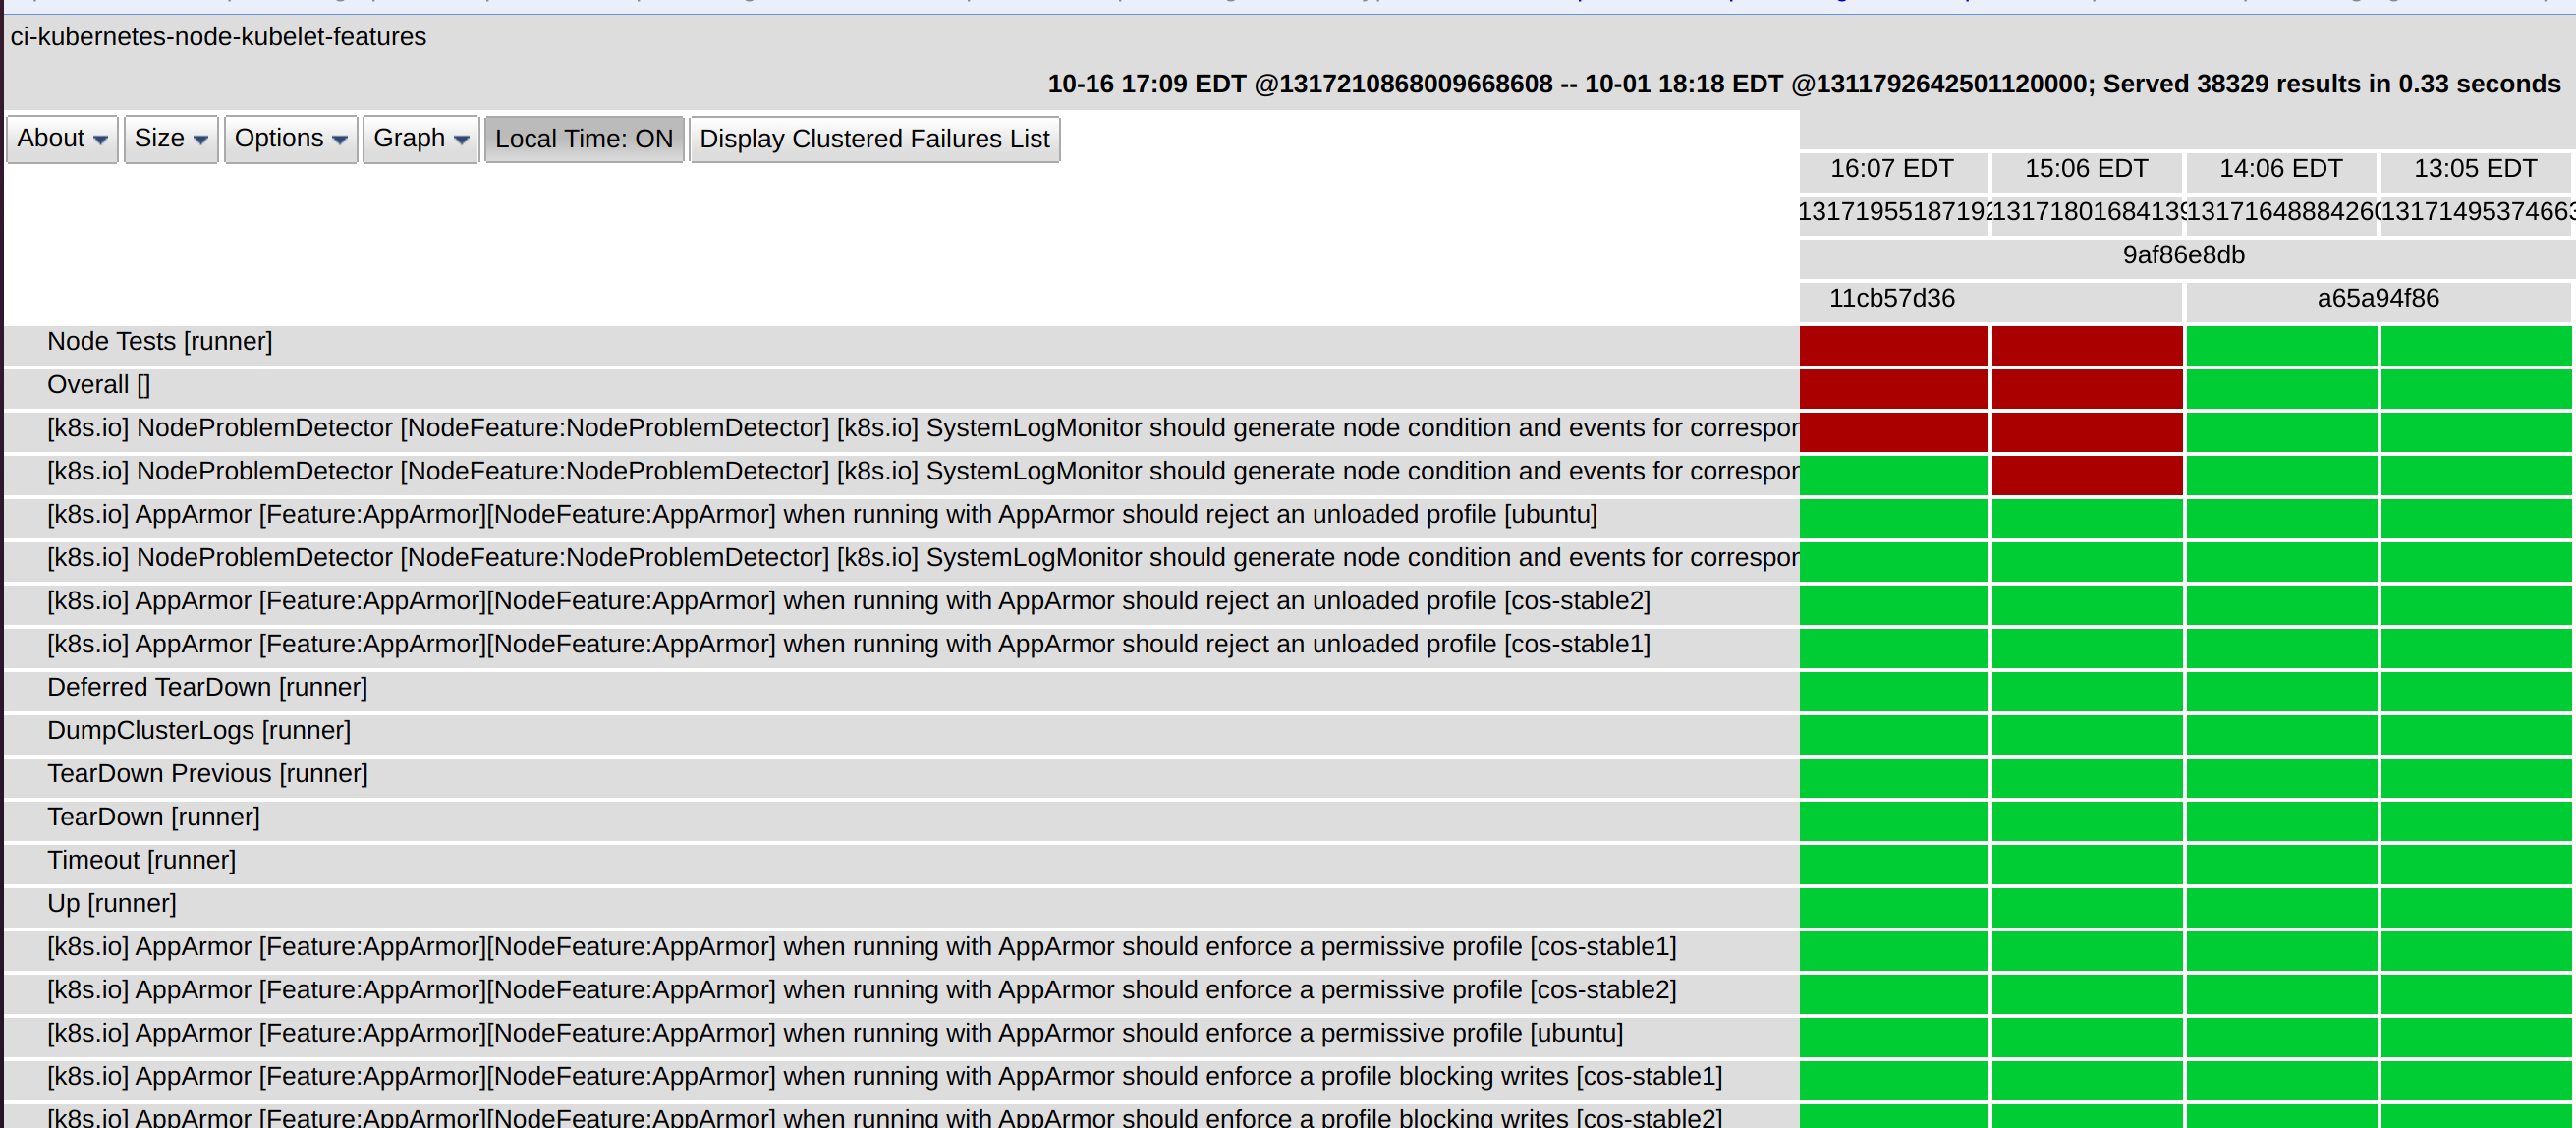 ci-kubernetes-node-kubelet-features
10-16 17:09 EDT @1317210868009668608 -- 10-01 18:18 EDT @1311792642501120000; Served 38329 results in 0.33 seconds
About Size Options Graph Local Time: ON Display Clustered Failures List
16:07 EDT 15:06 EDT 14:06 EDT 13:05 EDT
1317195518719 1317180168413 1317164888426 1317149537466
9af86e8db
11cb57d36 a65a94f86
Node Tests [runner]
Overall []
[k8s.io] NodeProblemDetector [NodeFeature:NodeProblemDetector] [k8s.io] SystemLogMonitor should generate node condition and events for correspon
[k8s.io] NodeProblemDetector [NodeFeature:NodeProblemDetector] [k8s.io] SystemLogMonitor should generate node condition and events for correspon
[k8s.io] AppArmor [Feature:AppArmor][NodeFeature:AppArmor] when running with AppArmor should reject an unloaded profile [ubuntu]
[k8s.io] NodeProblemDetector [NodeFeature:NodeProblemDetector] [k8s.io] SystemLogMonitor should generate node condition and events for correspon
[k8s.io] AppArmor [Feature:AppArmor][NodeFeature:AppArmor] when running with AppArmor should reject an unloaded profile [cos-stable2]
[k8s.io] AppArmor [Feature:AppArmor][NodeFeature:AppArmor] when running with AppArmor should reject an unloaded profile [cos-stable1]
Deferred TearDown [runner]
DumpClusterLogs [runner]
TearDown Previous [runner]
TearDown [runner]
Timeout [runner]
Up [runner]
[k8s.io] AppArmor [Feature:AppArmor][NodeFeature:AppArmor] when running with AppArmor should enforce a permissive profile [cos-stable1]
[k8s.io] AppArmor [Feature:AppArmor][NodeFeature:AppArmor] when running with AppArmor should enforce a permissive profile [cos-stable2]
[k8s.io] AppArmor [Feature:AppArmor][NodeFeature:AppArmor] when running with AppArmor should enforce a permissive profile [ubuntu]
[k8s.io] AppArmor [Feature:AppArmor][NodeFeature:AppArmor] when running with AppArmor should enforce a profile blocking writes [cos-stable1]
[k8s.io] AppArmor [Feature:AppArmor][NodeFeature:AppArmor] when running with AppArmor should enforce a profile blocking writes [cos-stable2]